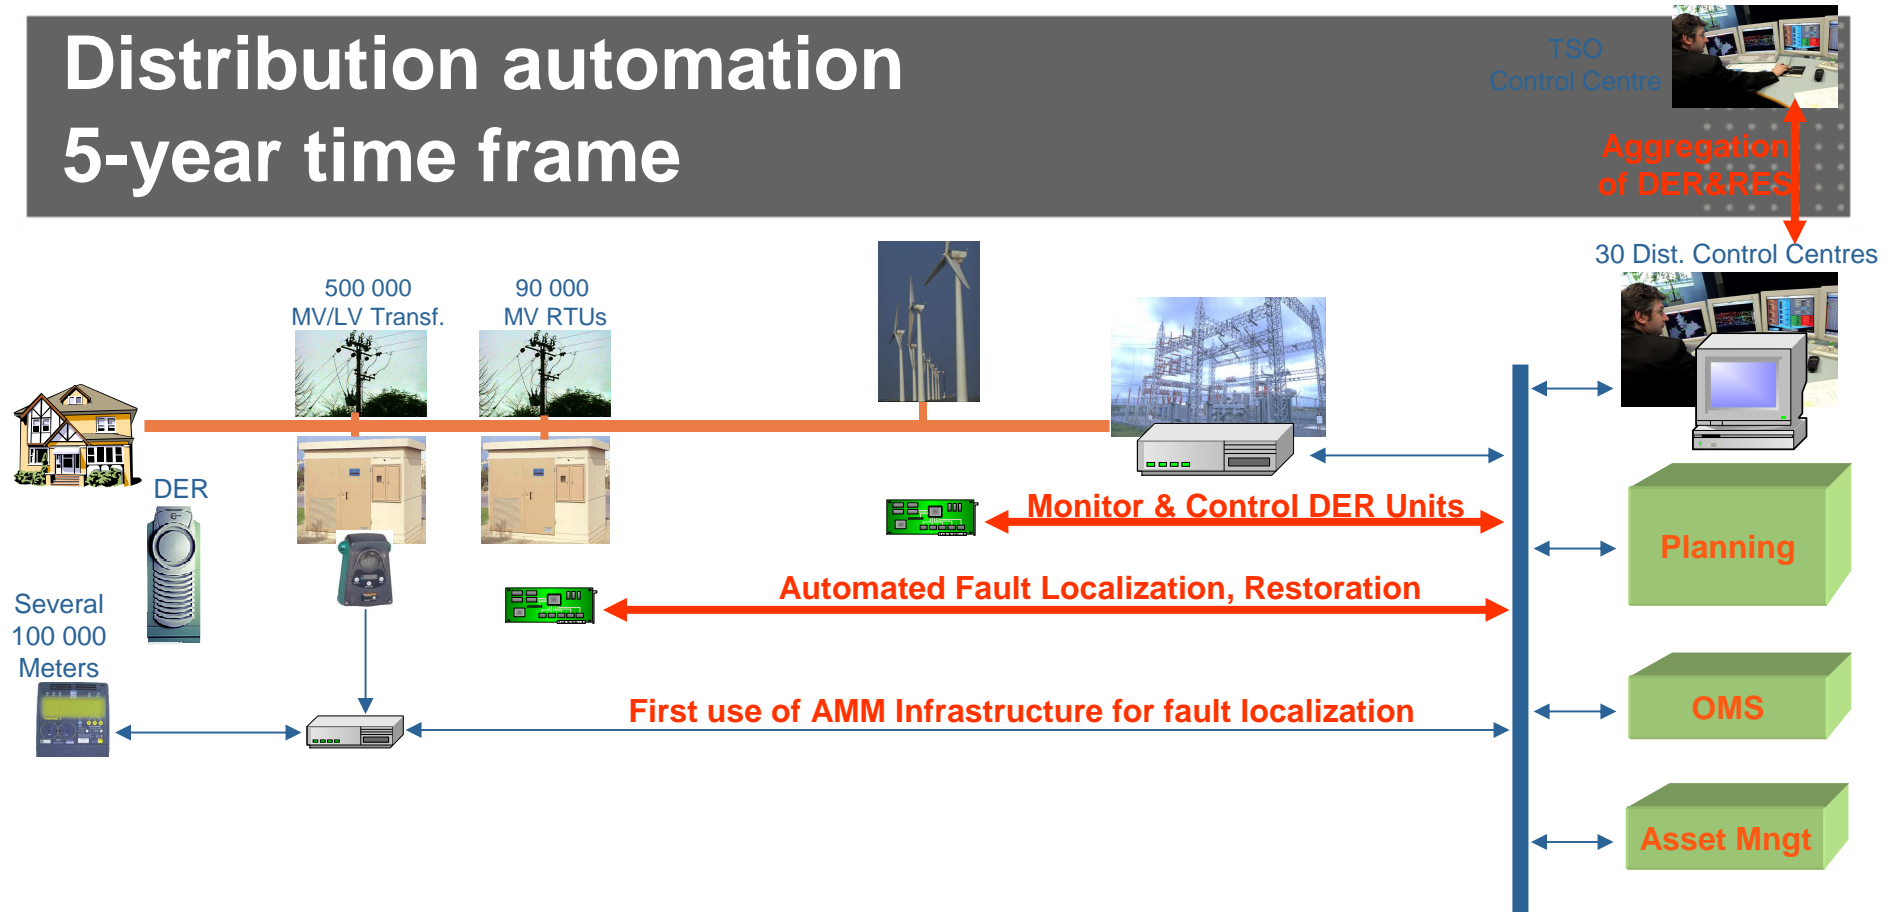 Distribution automation
5-year time frame
TSO
Control Centre
Aggregation
of DER&RES
30 Dist. Control Centres
500 000
MV/LV Transf.
90 000
MV RTUs
DER
Monitor & Control DER Units
Planning
Automated Fault Localization, Restoration
Several
100 000
Meters
First use of AMM Infrastructure for fault localization
OMS
Asset Mngt